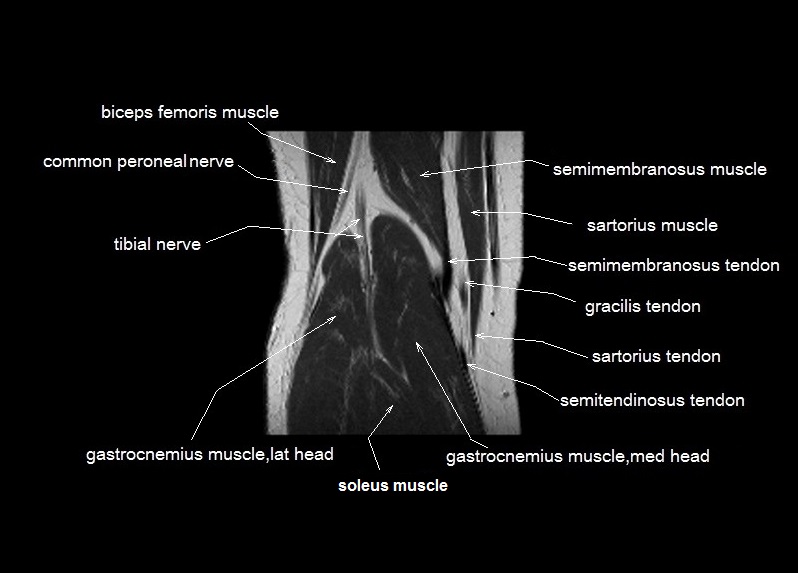 biceps femoris muscle
common peroneal nerve
semimembranosus muscle
sartorius muscle
tibial nerve
semimembranosus tendon
gracilis tendon
sartorius tendon
semitendinosus tendon
gastrocnemius muscle,lat head
gastrocnemius muscle,med head
soleus muscle